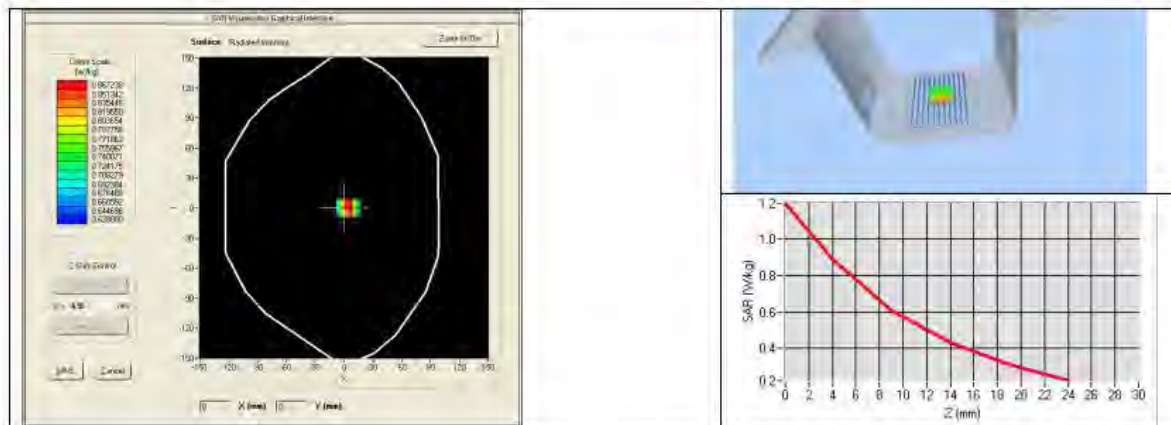 SAR Visualisation Graphical Interface
Surface Radiated Intensity
Zoom In/Out
Colors Scale
(W/kg)
0.867238
0.851342
0.835446
0.819550
0.803654
0.787758
0.771862
0.755967
0.740071
0.724175
0.708279
0.692384
0.676488
0.660592
0.644696
0.628800
150
120
90
60
30
0
-30
-60
-90
-120
-150
-150 -120 -90 -60 -30 0 30 60 90 120 150
X
Y
Z Cut Control
mm
SAVE Cancel
0 X (mm) 0 Y (mm)
1.2
1.0
0.8
0.6
0.4
0.2
SAR (W/kg)
0 2 4 6 8 10 12 14 16 18 20 22 24 26 28 30
Z (mm)